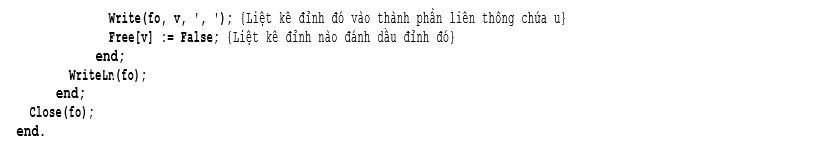 Write(fo, v, ', '); {Liệt kê đỉnh đó vào thành phần liên thông chứa u}
Free[v] := False; {Liệt kê đỉnh nào đánh dấu đỉnh đó}
end;
WriteLn(fo);
end;
Close(fo);
end.